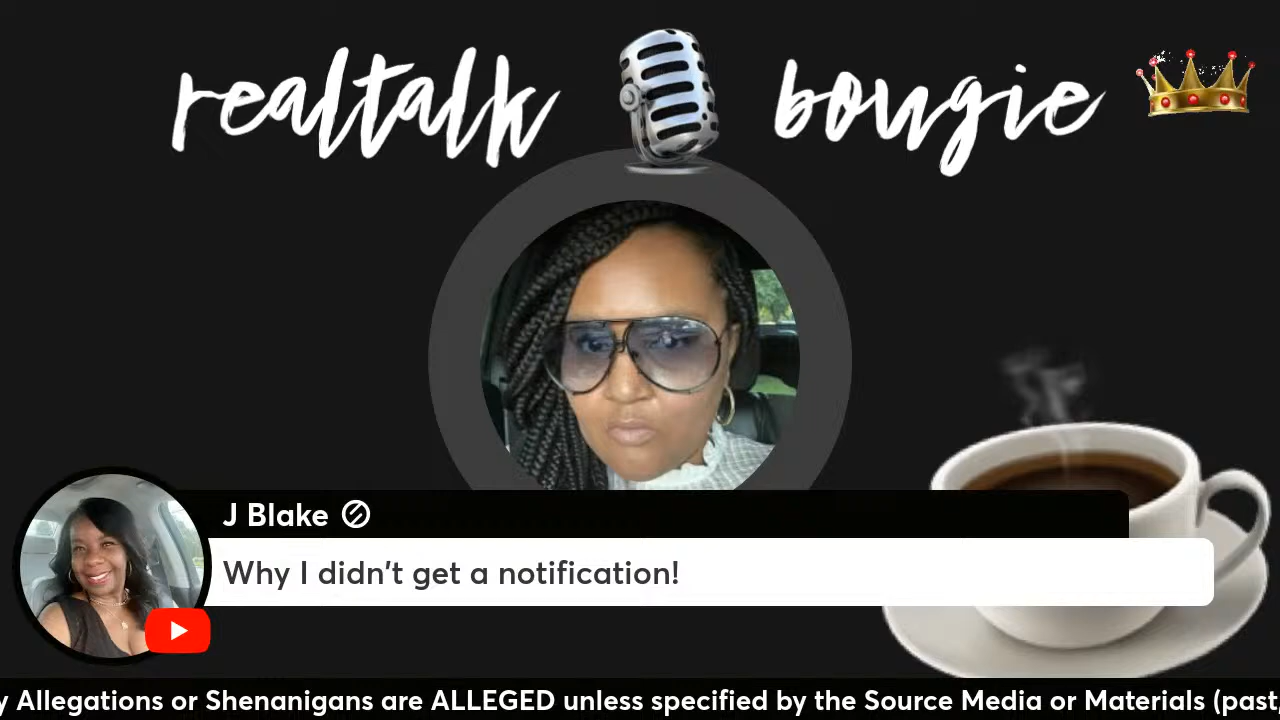 realtalk bougie
J Blake
Why I didn't get a notification!
y Allegations or Shenanigans are ALLEGED unless specified by the Source Media or Materials (past,